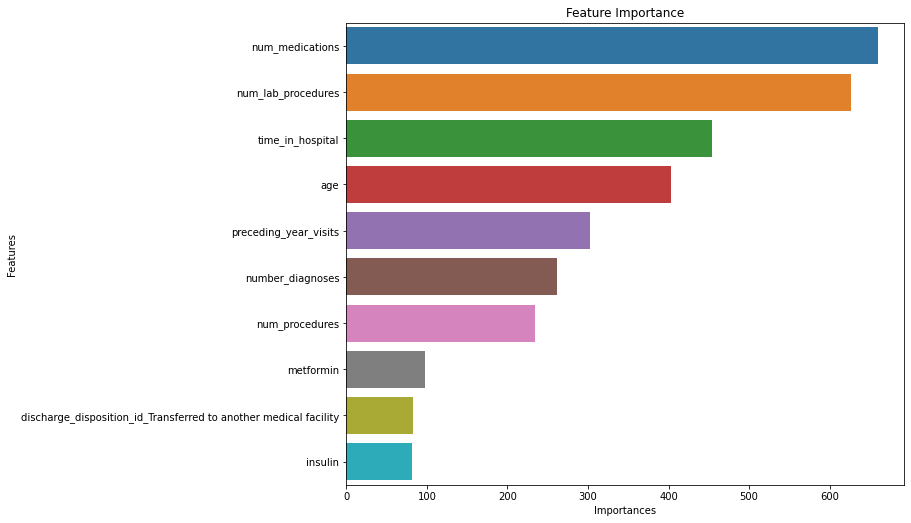 Feature Importance
num_medications
num_lab_procedures
time_in_hospital
age
preceding_year_visits
number_diagnoses
num_procedures
metformin
discharge_disposition_id_Transferred to another medical facility
insulin
Features
0 100 200 300 400 500 600
Importances